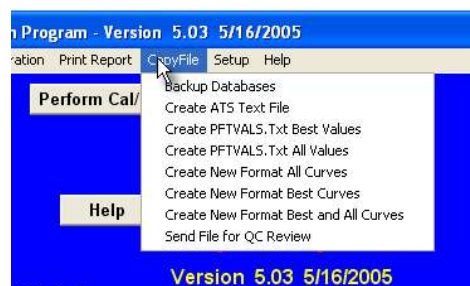 n Program - Version 5.03 5/16/2005
ration Print Report CopyFile Setup Help
Backup Databases
Perform Cal/
Create ATS Text File
Create PFTVALS.Txt Best Values
Create PFTVALS.Txt All Values
Create New Format All Curves
Create New Format Best Curves
Help
Create New Format Best and All Curves
Send File for QC Review
Version 5.03 5/16/2005